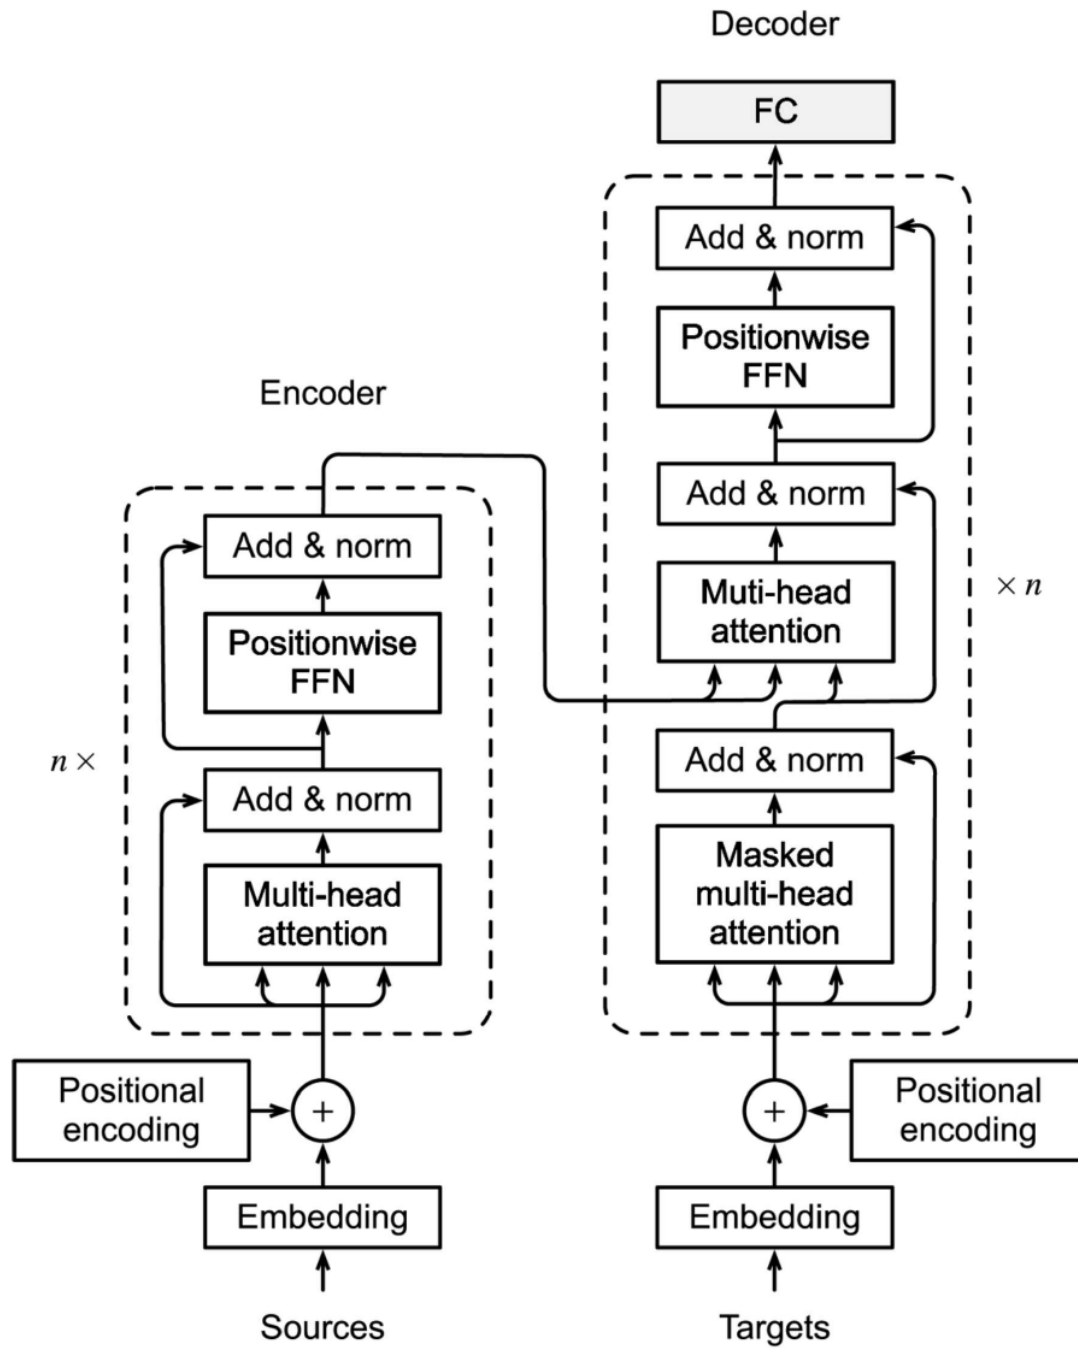 Decoder
FC
Add & norm
Positionwise
FFN
Add & norm
Muti-head
attention
× n
Add & norm
Masked
multi-head
attention
Positional
encoding
+
Embedding
Targets
Encoder
Add & norm
Positionwise
FFN
n ×
Add & norm
Multi-head
attention
Positional
encoding
+
Embedding
Sources